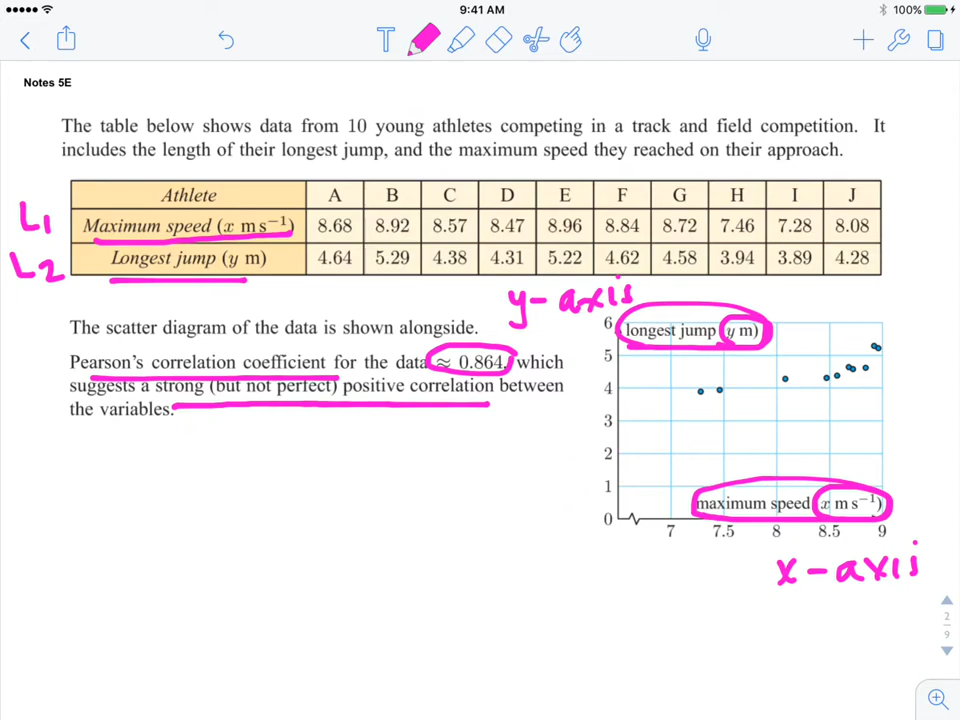 9:41 AM
100%
T
Notes 5E
The table below shows data from 10 young athletes competing in a track and field competition. It
includes the length of their longest jump, and the maximum speed they reached on their approach.
Athlete A B C D E F G H I J
L1 Maximum speed (x m s⁻¹) 8.68 8.92 8.57 8.47 8.96 8.84 8.72 7.46 7.28 8.08
L2 Longest jump (y m) 4.64 5.29 4.38 4.31 5.22 4.62 4.58 3.94 3.89 4.28
y-axis
The scatter diagram of the data is shown alongside.
Pearson's correlation coefficient for the data ≈ 0.864, which
suggests a strong (but not perfect) positive correlation between
the variables.
6 longest jump (y m)
5
4
3
2
1
maximum speed (x m s⁻¹)
0
7 7.5 8 8.5 9
x-axis
2
9